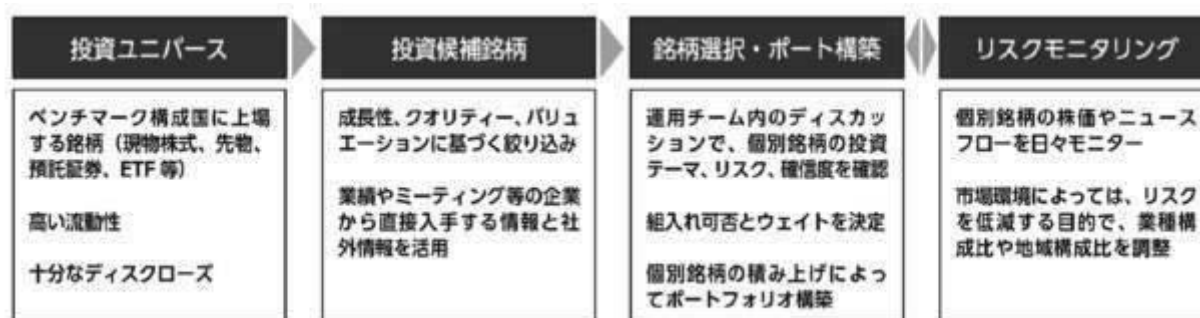 投資ユニバース
ベンチマーク構成国に上場
する銘柄（現物株式、先物、
預託証券、ETF 等）
高い流動性
十分なディスクローズ
投資候補銘柄
成長性、クオリティー、バリュ
エーションに基づく絞り込み
業績やミーティング等の企業
から直接入手する情報と社
外情報を活用
銘柄選択・ポート構築
運用チーム内のディスカッ
ションで、個別銘柄の投資
テーマ、リスク、確信度を確認
組入れ可否とウェイトを決定
個別銘柄の積み上げによっ
てポートフォリオ構築
リスクモニタリング
個別銘柄の株価やニュース
フローを日々モニター
市場環境によっては、リスク
を低減する目的で、業種構
成比や地域構成比を調整